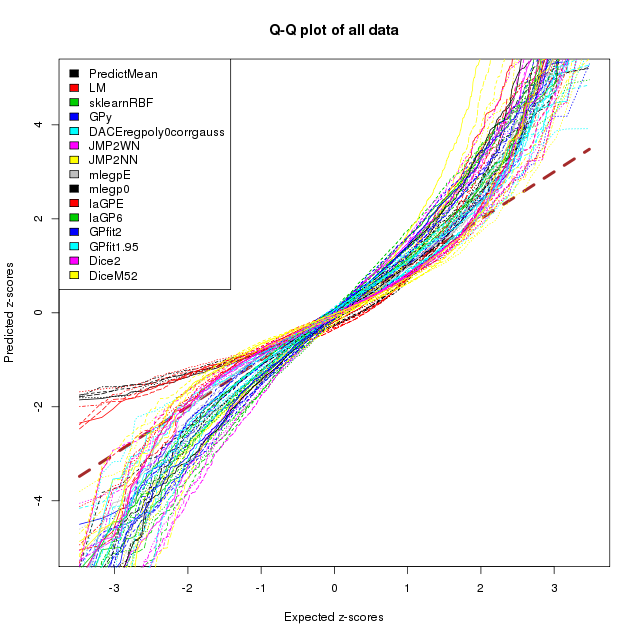 Q-Q plot of all data
PredictMean
LM
sklearnRBF
GPy
DACEregpoly0corrgauss
JMP2WN
JMP2NN
mlegpE
mlegp0
laGPE
laGP6
GPfit2
GPfit1.95
Dice2
DiceM52
4
2
0
-2
-4
Predicted z-scores
-3 -2 -1 0 1 2 3
Expected z-scores